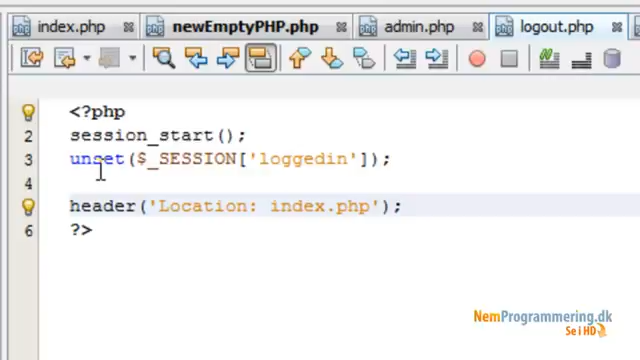 index.php newEmptyPHP.php admin.php logout.php
1 <?php
2 session_start();
3 unset($_SESSION['loggedin']);
4
header('Location: index.php');
6 ?>
NemProgrammering.dk
Se i HD